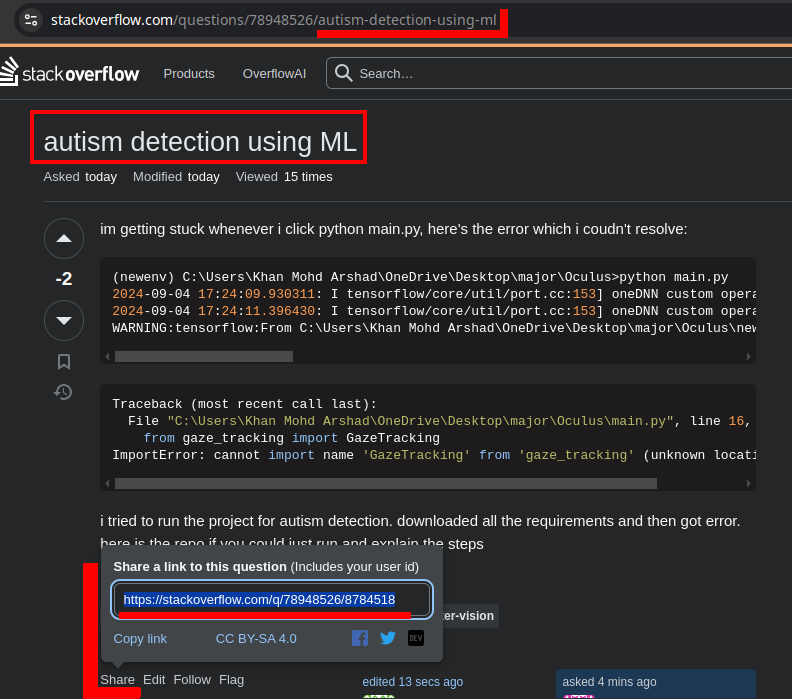 stackoverflow.com/questions/78948526/autism-detection-using-ml
stackoverflow Products OverflowAI Search…
autism detection using ML
Asked today Modified today Viewed 15 times
im getting stuck whenever i click python main.py, here's the error which i coudn't resolve:
-2
(newenv) C:\Users\Khan Mohd Arshad\OneDrive\Desktop\major\Oculus>python main.py
2024-09-04 17:24:09.930311: I tensorflow/core/util/port.cc:153] oneDNN custom opera
2024-09-04 17:24:11.396430: I tensorflow/core/util/port.cc:153] oneDNN custom opera
WARNING:tensorflow:From C:\Users\Khan Mohd Arshad\OneDrive\Desktop\major\Oculus\new
Traceback (most recent call last):
File "C:\Users\Khan Mohd Arshad\OneDrive\Desktop\major\Oculus\main.py", line 16,
from gaze_tracking import GazeTracking
ImportError: cannot import name 'GazeTracking' from 'gaze_tracking' (unknown locati
i tried to run the project for autism detection. downloaded all the requirements and then got error.
here is the repo if you could just run and explain the steps
Share a link to this question (Includes your user id)
https://stackoverflow.com/q/78948526/8784518
ter-vision
Copy link CC BY-SA 4.0 DEV
Share Edit Follow Flag
edited 13 secs ago asked 4 mins ago